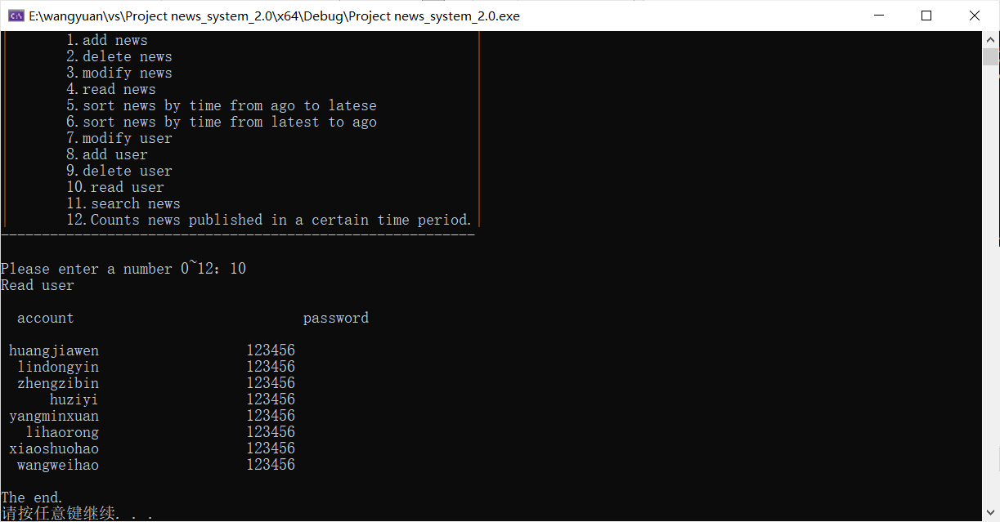 E:\wangyuan\vs\Project news_system_2.0\x64\Debug\Project news_system_2.0.exe
1.add news
2.delete news
3.modify news
4.read news
5.sort news by time from ago to latese
6.sort news by time from latest to ago
7.modify user
8.add user
9.delete user
10.read user
11.search news
12.Counts news published in a certain time period.
----------------------------------------------------------
Please enter a number 0~12: 10
Read user
account password
huangjiawen 123456
lindongyin 123456
zhengzibin 123456
huziyi 123456
yangminxuan 123456
lihaorong 123456
xiaoshuohao 123456
wangweihao 123456
The end.
请按任意键继续. . .